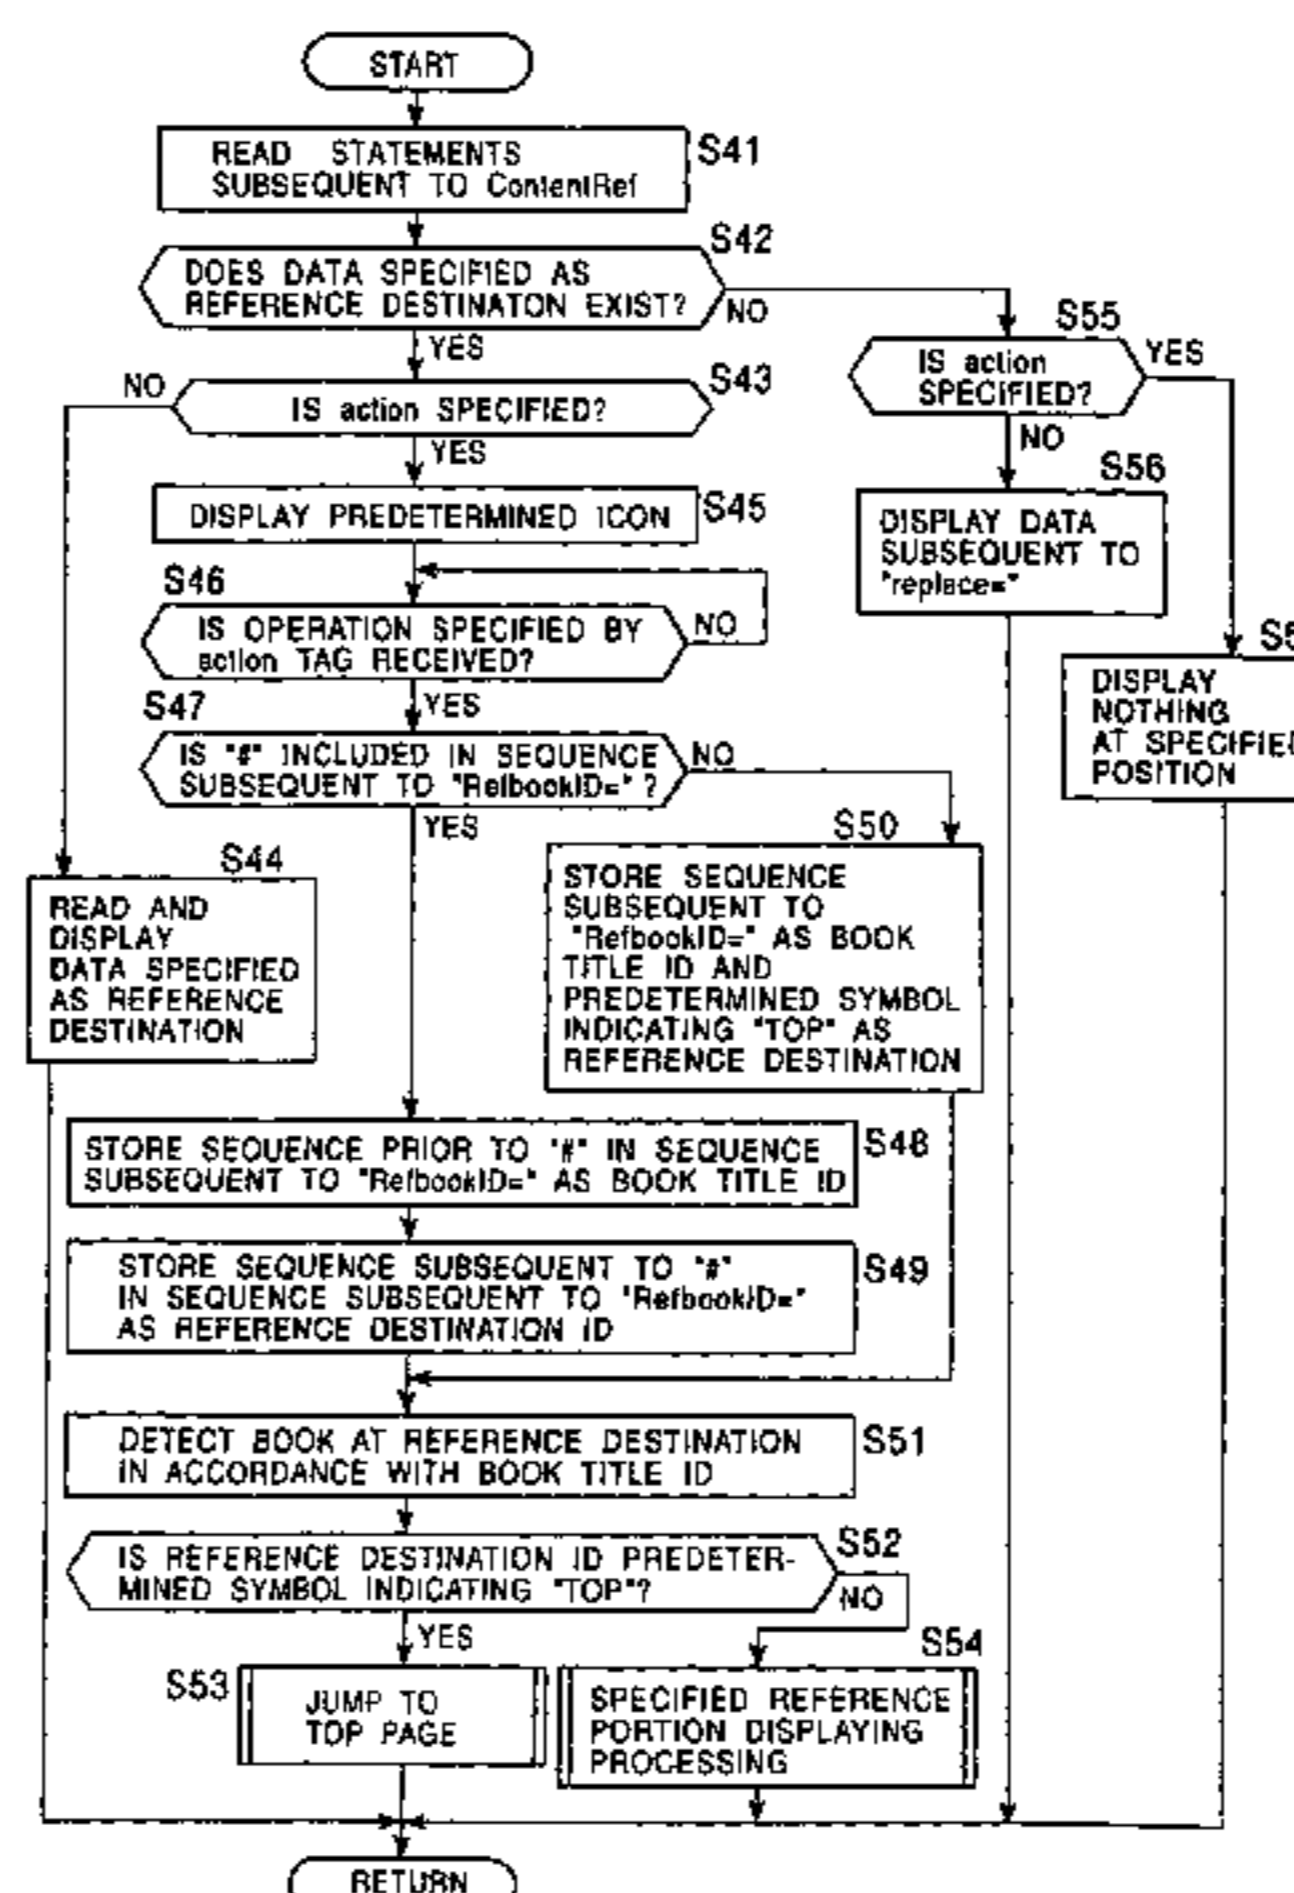 START
READ STATEMENTS
SUBSEQUENT TO ContentRef
S41
DOES DATA SPECIFIED AS
REFERENCE DESTINATON EXIST?
S42
NO
YES
IS action SPECIFIED?
S43
NO
YES
IS action
SPECIFIED?
S55
YES
NO
DISPLAY PREDETERMINED ICON
S45
DISPLAY DATA
SUBSEQUENT TO
"replace="
S56
S46
IS OPERATION SPECIFIED BY
action TAG RECEIVED?
NO
YES
DISPLAY
NOTHING
AT SPECIFIED
POSITION
S47
IS "#" INCLUDED IN SEQUENCE
SUBSEQUENT TO "RefbookID=" ?
NO
YES
S44
READ AND
DISPLAY
DATA SPECIFIED
AS REFERENCE
DESTINATION
S50
STORE SEQUENCE
SUBSEQUENT TO
"RefbookID=" AS BOOK
TITLE ID AND
PREDETERMINED SYMBOL
INDICATING "TOP" AS
REFERENCE DESTINATION
STORE SEQUENCE PRIOR TO "#" IN SEQUENCE
SUBSEQUENT TO "RefbookID=" AS BOOK TITLE ID
S48
STORE SEQUENCE SUBSEQUENT TO "#"
IN SEQUENCE SUBSEQUENT TO "RefbookID="
AS REFERENCE DESTINATION ID
S49
DETECT BOOK AT REFERENCE DESTINATION
IN ACCORDANCE WITH BOOK TITLE ID
S51
IS REFERENCE DESTINATION ID PREDETER-
MINED SYMBOL INDICATING "TOP"?
S52
NO
YES
S53
JUMP TO
TOP PAGE
S54
SPECIFIED REFERENCE
PORTION DISPLAYING
PROCESSING
RETURN